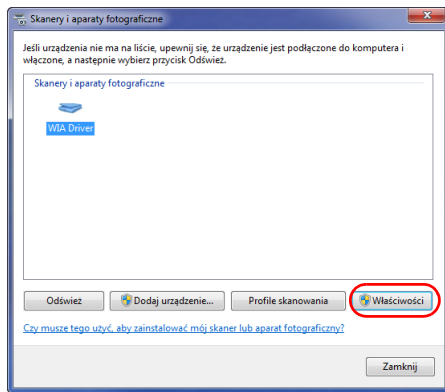 Skanery i aparaty fotograficzne
Jeśli urządzenia nie ma na liście, upewnij się, że urządzenie jest podłączone do komputera i
włączone, a następnie wybierz przycisk Odśwież.
Skanery i aparaty fotograficzne
WIA Driver
Odśwież Dodaj urządzenie... Profile skanowania Właściwości
Czy muszę tego użyć, aby zainstalować mój skaner lub aparat fotograficzny?
Zamknij